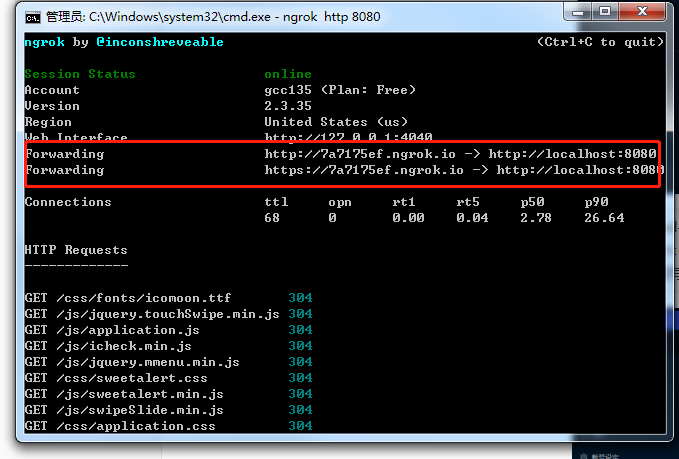 管理员: C:\Windows\system32\cmd.exe - ngrok http 8080
ngrok by @inconshreveable (Ctrl+C to quit)
Session Status online
Account gcc135 (Plan: Free)
Version 2.3.35
Region United States (us)
Web Interface http://127.0.0.1:4040
Forwarding http://7a7175ef.ngrok.io -> http://localhost:8080
Forwarding https://7a7175ef.ngrok.io -> http://localhost:8080
Connections ttl opn rt1 rt5 p50 p90
68 0 0.00 0.04 2.78 26.64
HTTP Requests
-------------
GET /css/fonts/icomoon.ttf 304
GET /js/jquery.touchSwipe.min.js 304
GET /js/application.js 304
GET /js/icheck.min.js 304
GET /js/jquery.mmenu.min.js 304
GET /css/sweetalert.css 304
GET /js/sweetalert.min.js 304
GET /js/swipeSlide.min.js 304
GET /css/application.css 304